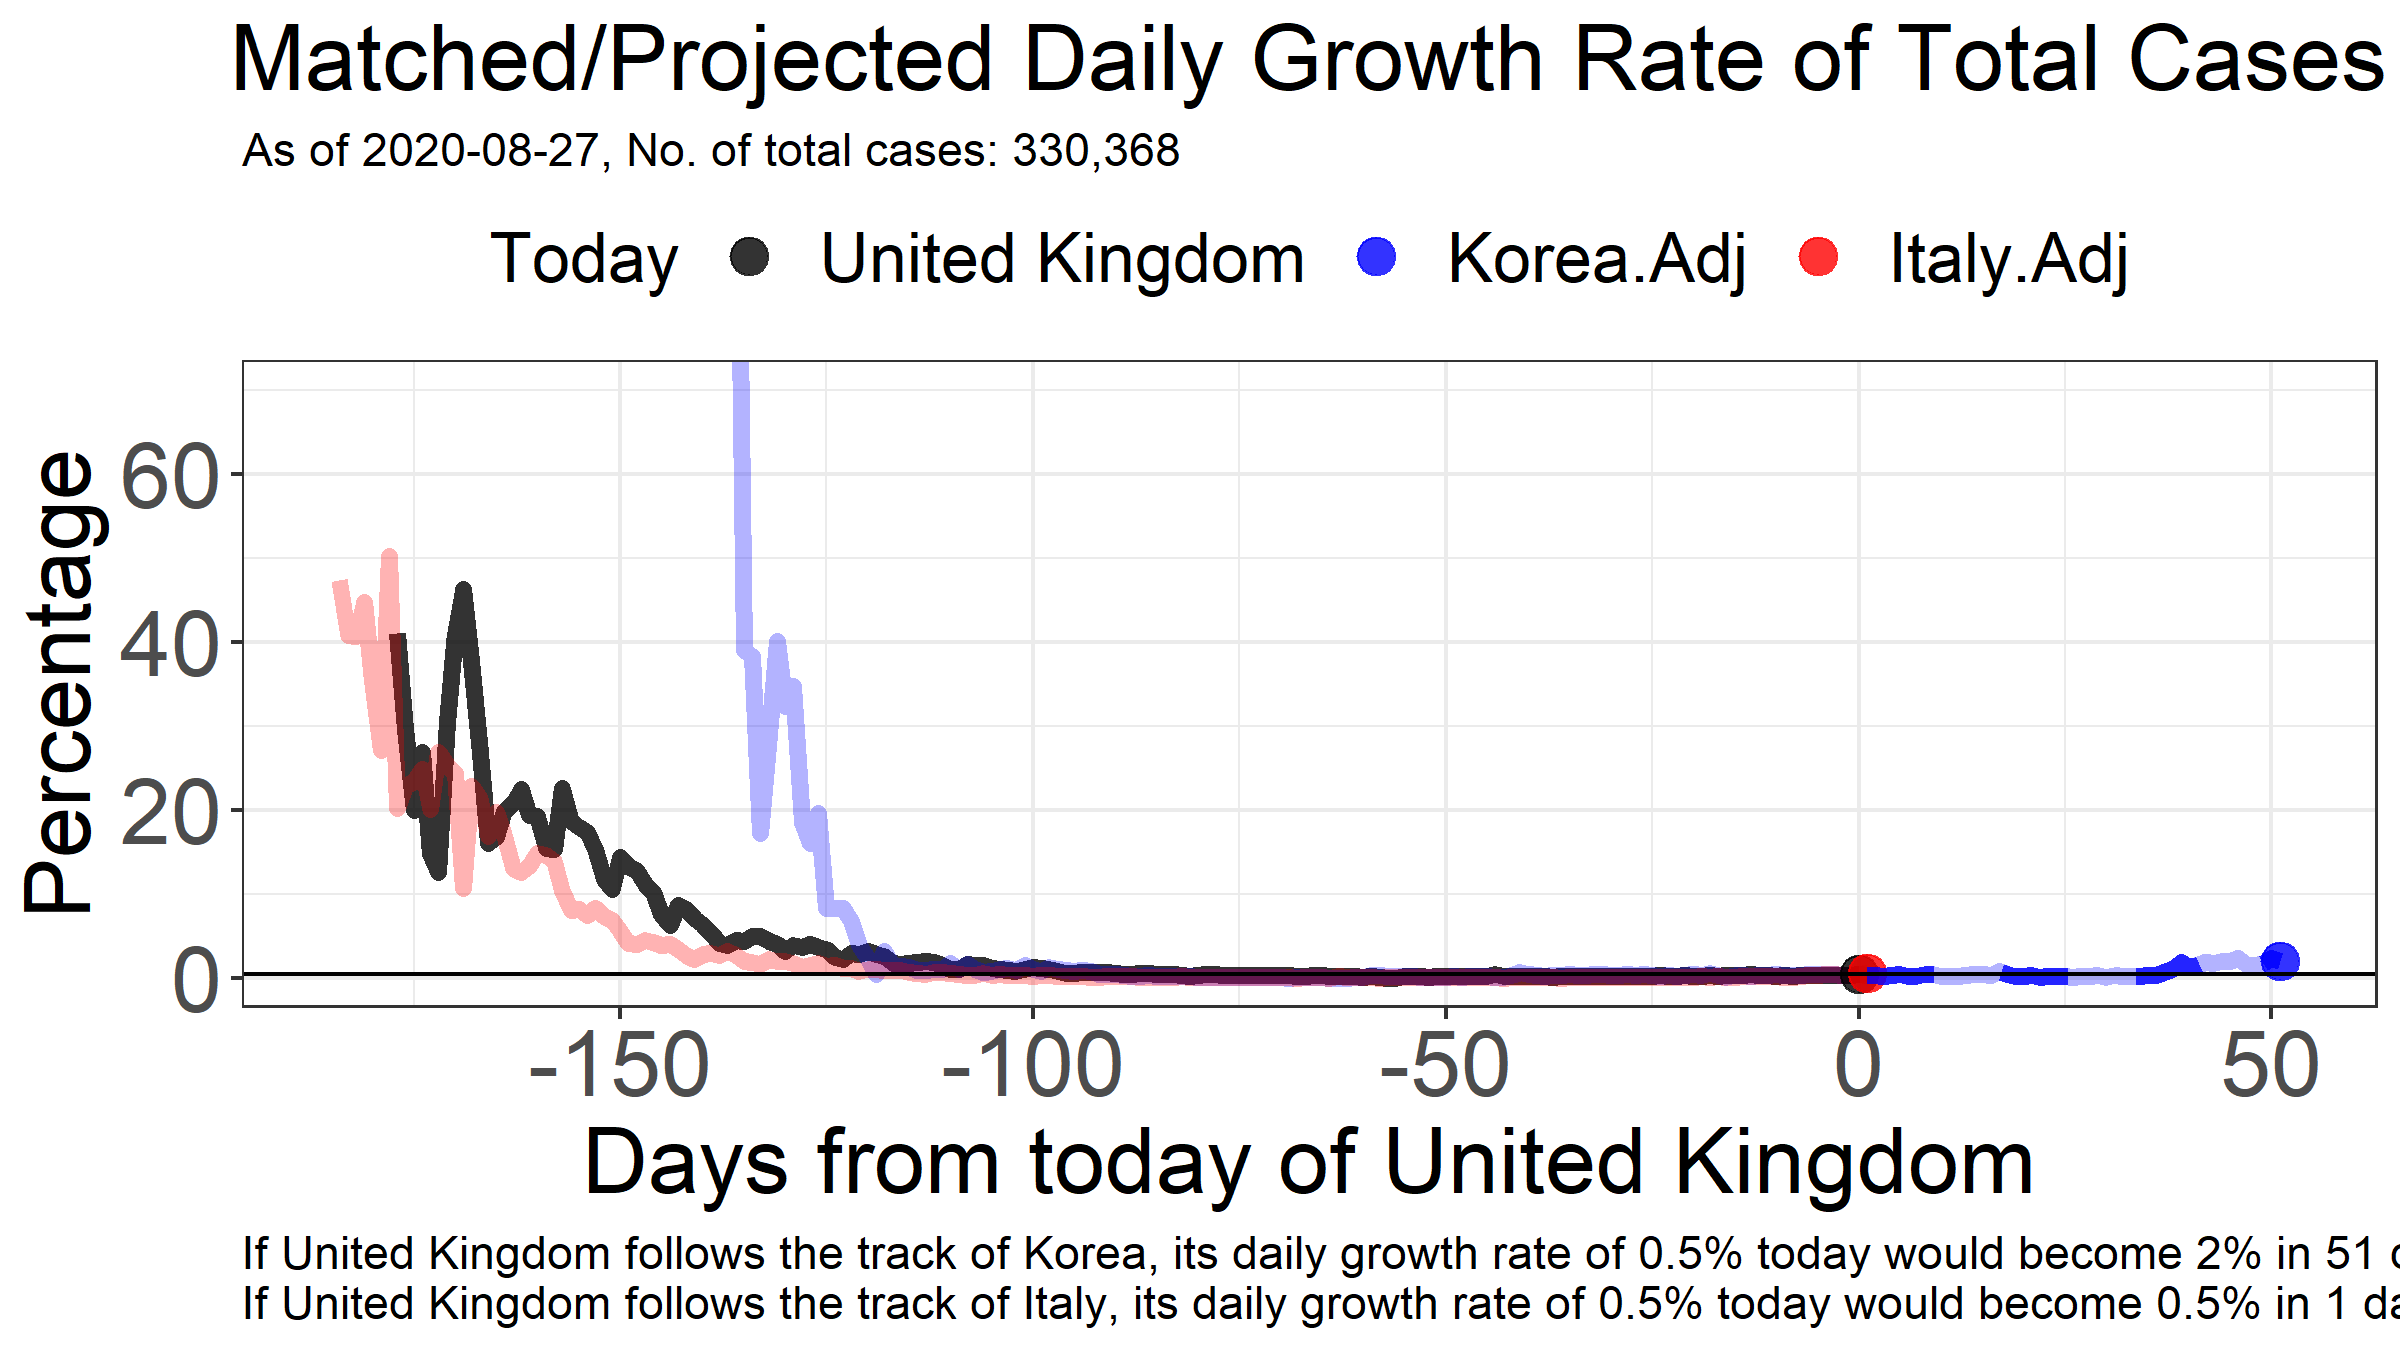 Matched/Projected Daily Growth Rate of Total Cases
As of 2020-08-27, No. of total cases: 330,368
Today United Kingdom Korea.Adj Italy.Adj
Percentage
60
40
20
0
-150 -100 -50 0 50
Days from today of United Kingdom
If United Kingdom follows the track of Korea, its daily growth rate of 0.5% today would become 2% in 51
If United Kingdom follows the track of Italy, its daily growth rate of 0.5% today would become 0.5% in 1